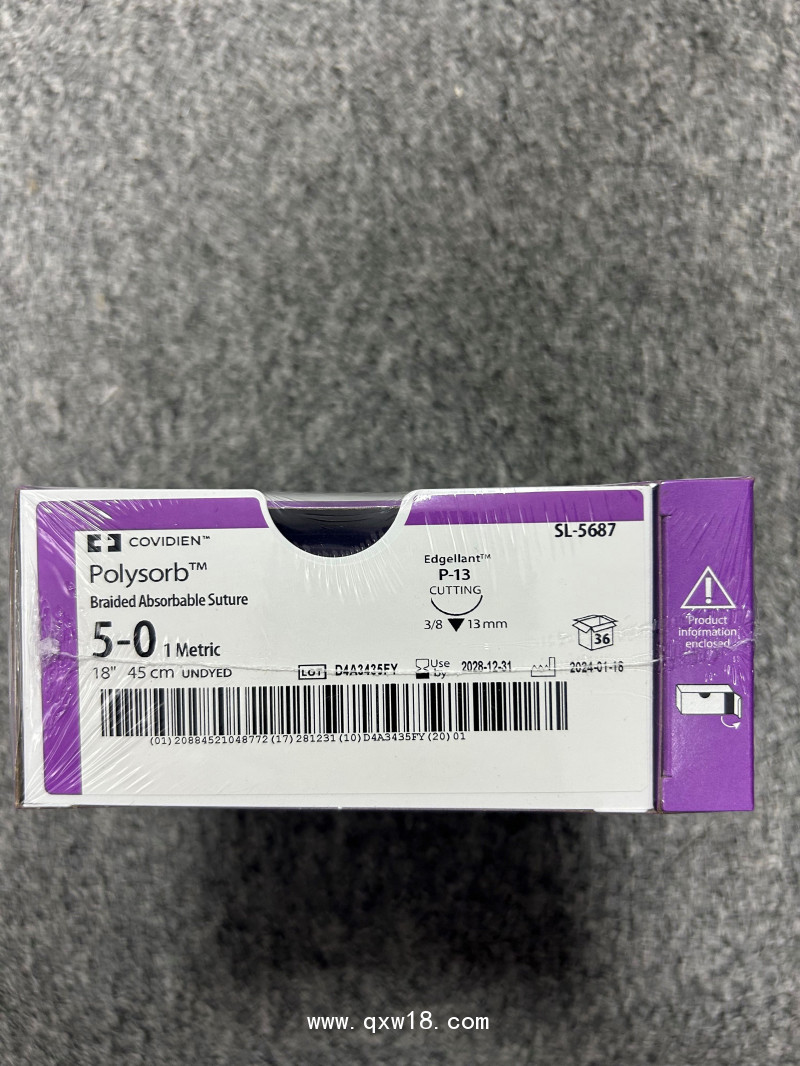 SL-5687
COVIDIEN™
Polysorb™
Braided Absorbable Suture
5-0 1 Metric
18" 45 cm UNDYED
Edgellant™
P-13
CUTTING
3/8 13 mm
36
LOT D4A3435FY Use by 2028-12-31 2024-01-16
(01)20884521048772(17)281231(10)D4A3435FY(20)01
Product
information
enclosed
www.qxw18.com